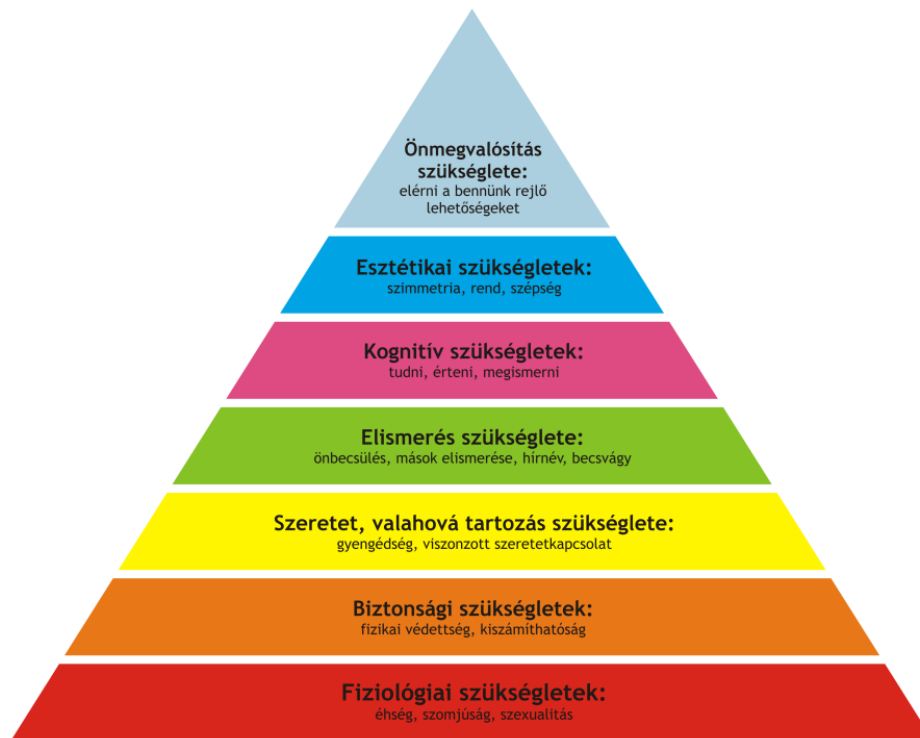 Önmegvalósítás
szükséglete:
elérni a bennünk rejlő
lehetőségeket
Esztétikai szükségletek:
szimmetria, rend, szépség
Kognitív szükségletek:
tudni, érteni, megismerni
Elismerés szükséglete:
önbecsülés, mások elismerése, hírnév, becsvágy
Szeretet, valahová tartozás szükséglete:
gyengédség, viszonzott szeretetkapcsolat
Biztonsági szükségletek:
fizikai védettség, kiszámíthatóság
Fiziológiai szükségletek:
éhség, szomjúság, szexualitás